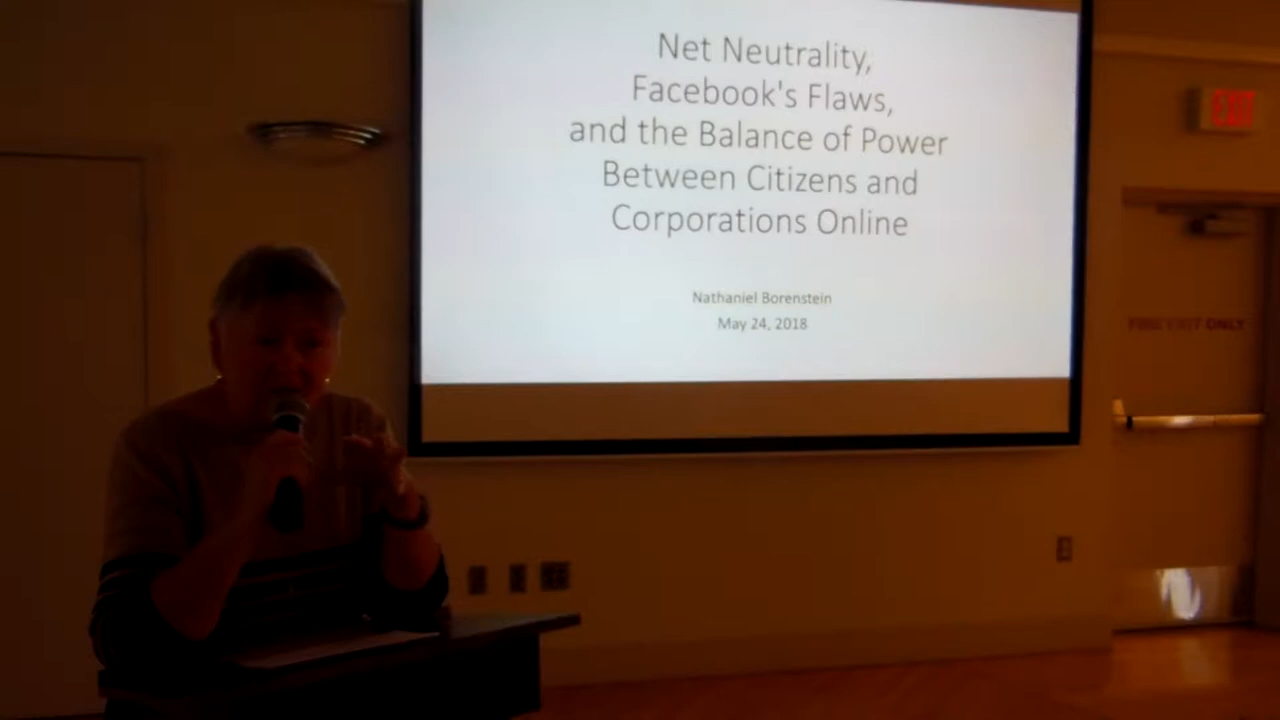 Net Neutrality,
Facebook's Flaws,
and the Balance of Power
Between Citizens and
Corporations Online
Nathaniel Borenstein
May 24, 2018
EXIT
FIRE EXIT ONLY